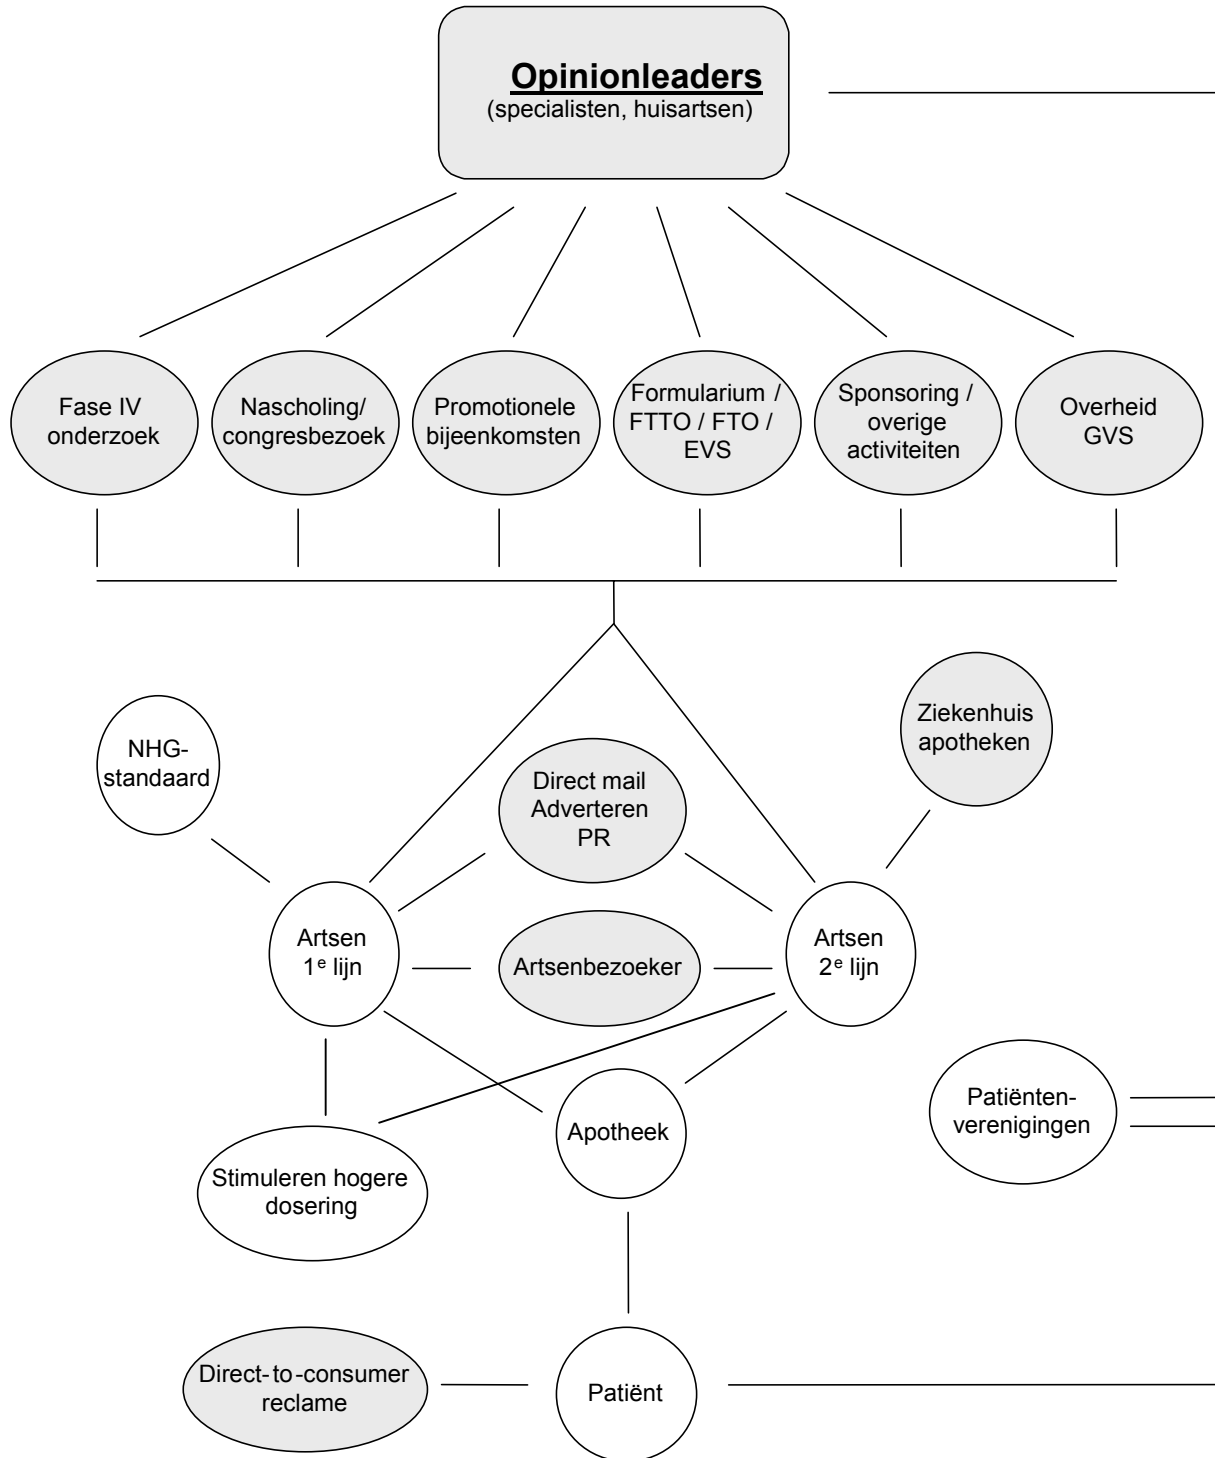 Opinionleaders
(specialisten, huisartsen)
Fase IV
onderzoek
Nascholing/
congresbezoek
Promotionele
bijeenkomsten
Formularium /
FTTO / FTO /
EVS
Sponsoring /
overige
activiteiten
Overheid
GVS
NHG-
standaard
Direct mail
Adverteren
PR
Ziekenhuis
apotheken
Artsen
1e lijn
Artsenbezoeker
Artsen
2e lijn
Stimuleren hogere
dosering
Apotheek
Patiënten-
verenigingen
Direct-to-consumer
reclame
Patiënt